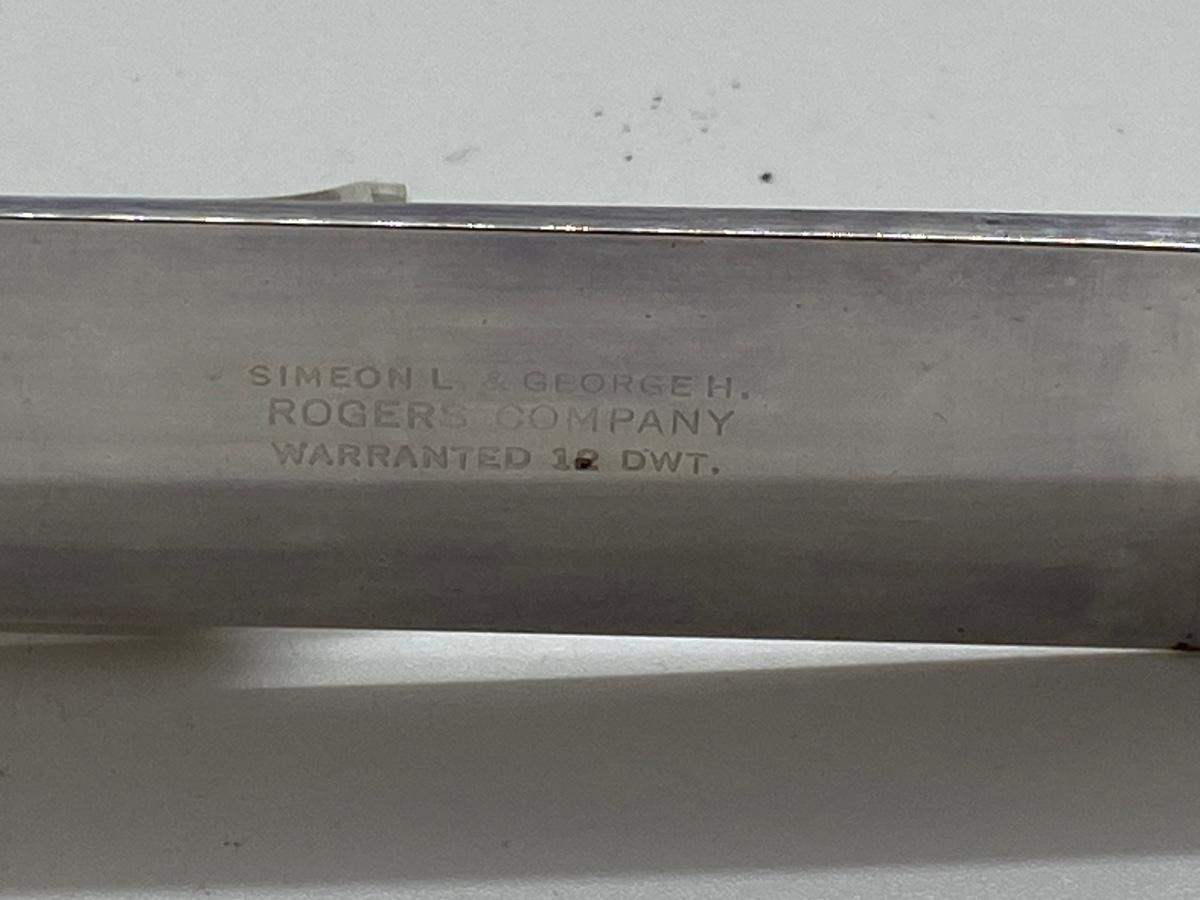 SIMEON L. & GEORGE H.
ROGERS COMPANY
WARRANTED 12 DWT.